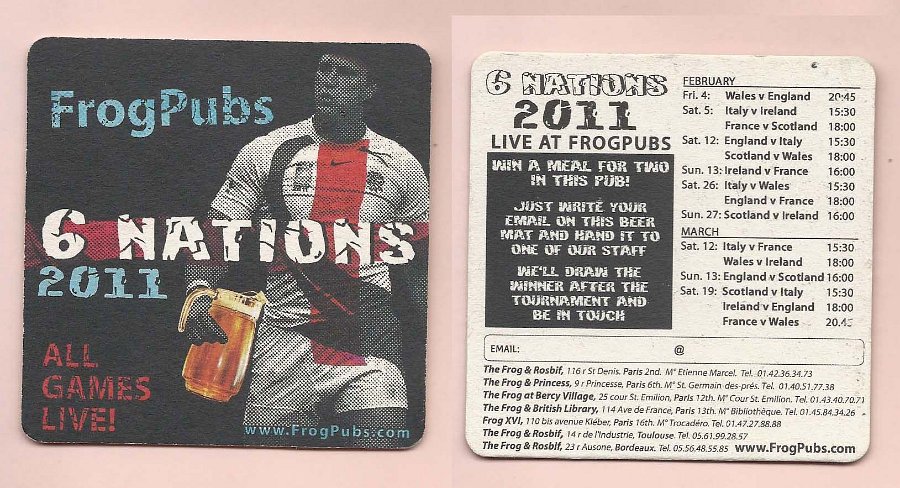 FrogPubs
6 NATIONS
2011
ALL
GAMES
LIVE!
www.FrogPubs.com
6 NATIONS
2011
LIVE AT FROGPUBS
WIN A MEAL FOR TWO
IN THIS PUB!
JUST WRITE YOUR
EMAIL ON THIS BEER
MAT AND HAND IT TO
ONE OF OUR STAFF
WE'LL DRAW THE
WINNER AFTER THE
TOURNAMENT AND
BE IN TOUCH
FEBRUARY
Fri. 4: Wales v England 20:45
Sat. 5: Italy v Ireland 15:30
France v Scotland 18:00
Sat. 12: England v Italy 15:30
Scotland v Wales 18:00
Sun. 13: Ireland v France 16:00
Sat. 26: Italy v Wales 15:30
England v France 18:00
Sun. 27: Scotland v Ireland 16:00
MARCH
Sat. 12: Italy v France 15:30
Wales v Ireland 18:00
Sun. 13: England v Scotland 16:00
Sat. 19: Scotland v Italy 15:30
Ireland v England 18:00
France v Wales 20.45
EMAIL: @
The Frog & Rosbif, 116 r St Denis. Paris 2nd. M° Etienne Marcel. Tel. 01.42.36.34.73
The Frog & Princess, 9 r Princesse, Paris 6th. M° St. Germain des-prés. Tel. 01.40.51.77.38
The Frog at Bercy Village, 25 cour St. Emilion, Paris 12th. M° Cour St. Emilion. Tel. 01.43.40.70.71
The Frog & British Library, 114 Ave de France, Paris 13th. M° Bibliothèque. Tel. 01.45.84.34.26
Frog XVI, 110 bis avenue Kléber, Paris 16th. M° Trocadéro. Tel. 01.47.27.88.88
The Frog & Rosbif, 14 r de l'Industrie, Toulouse. Tel. 05.61.99.28.57
The Frog & Rosbif, 23 r Ausone, Bordeaux. Tel. 05.56.48.55.85 www.FrogPubs.com